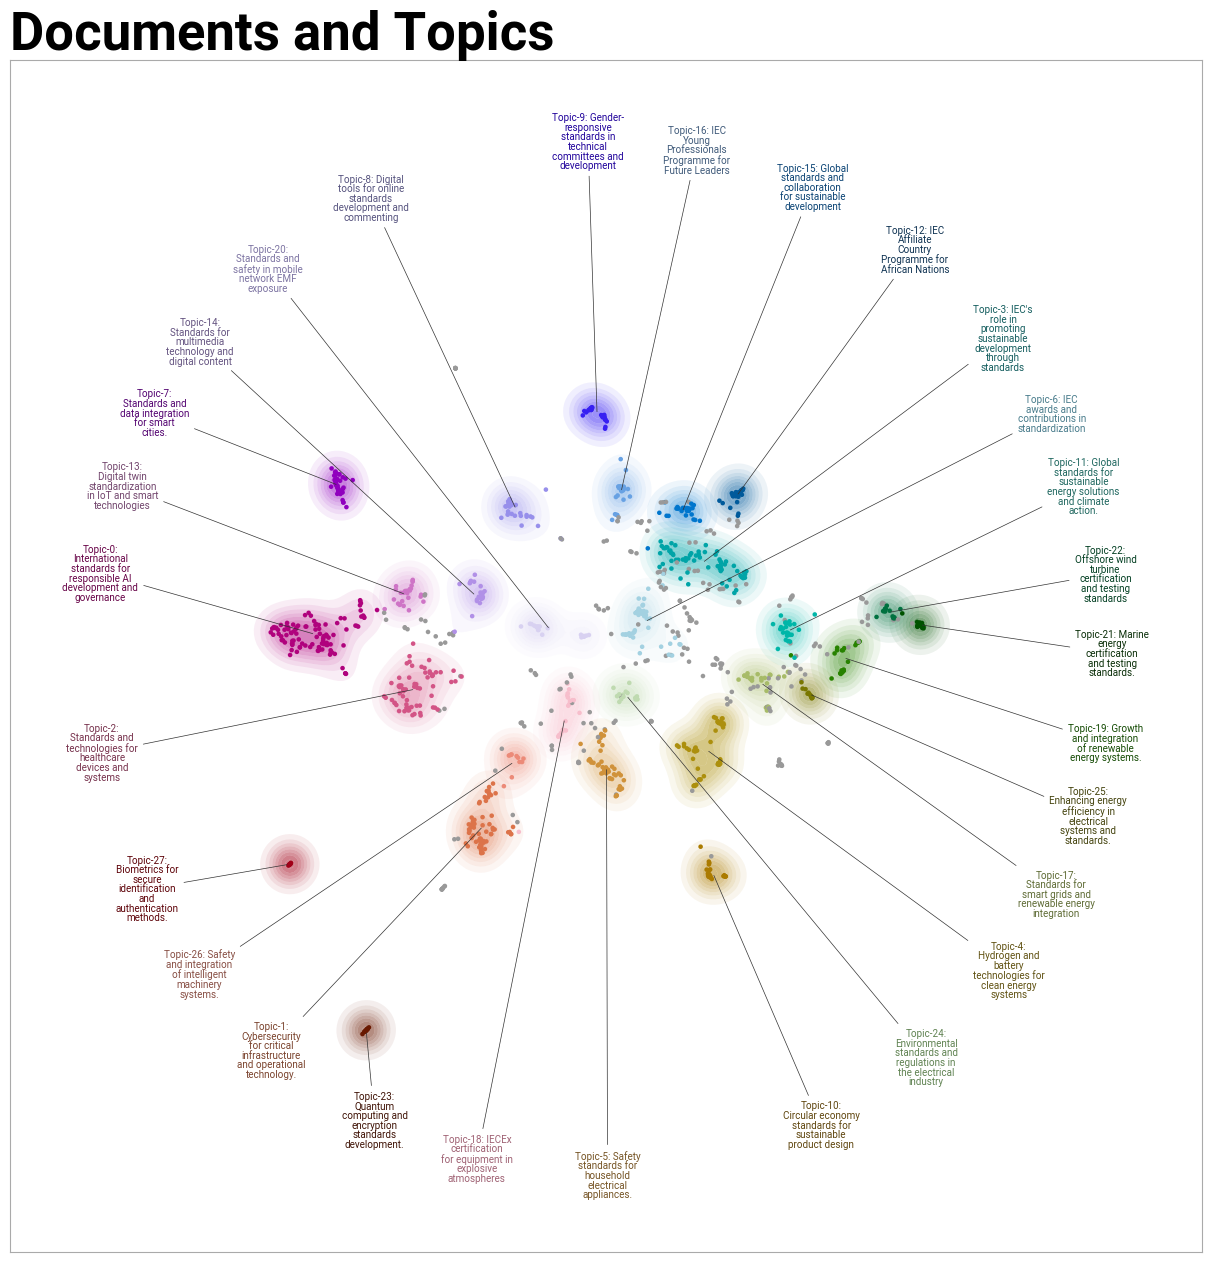 Documents and Topics
Topic-9: Gender-
responsive
standards in
technical
committees and
development
Topic-16: IEC
Young
Professionals
Programme for
Future Leaders
Topic-15: Global
standards and
collaboration
for sustainable
development
Topic-8: Digital
tools for online
standards
development and
commenting
Topic-12: IEC
Affiliate
Country
Programme for
African Nations
Topic-20:
Standards and
safety in mobile
network EMF
exposure
Topic-3: IEC's
role in
promoting
sustainable
development
through
standards
Topic-14:
Standards for
multimedia
technology and
digital content
Topic-7:
Standards and
data integration
for smart
cities.
Topic-6: IEC
awards and
contributions in
standardization
Topic-13:
Digital twin
standardization
in IoT and smart
technologies
Topic-11: Global
standards for
sustainable
energy solutions
and climate
action.
Topic-0:
International
standards for
responsible AI
development and
governance
Topic-22:
Offshore wind
turbine
certification
and testing
standards
Topic-21: Marine
energy
certification
and testing
standards.
Topic-2:
Standards and
technologies for
healthcare
devices and
systems
Topic-19: Growth
and integration
of renewable
energy systems.
Topic-25:
Enhancing energy
efficiency in
electrical
systems and
standards.
Topic-27:
Biometrics for
secure
identification
and
authentication
methods.
Topic-17:
Standards for
smart grids and
renewable energy
integration
Topic-26: Safety
and integration
of intelligent
machinery
systems.
Topic-4:
Hydrogen and
battery
technologies for
clean energy
systems
Topic-1:
Cybersecurity
for critical
infrastructure
and operational
technology.
Topic-24:
Environmental
standards and
regulations in
the electrical
industry
Topic-23:
Quantum
computing and
encryption
standards
development.
Topic-10:
Circular economy
standards for
sustainable
product design
Topic-18: IECEx
certification
for equipment in
explosive
atmospheres
Topic-5: Safety
standards for
household
electrical
appliances.